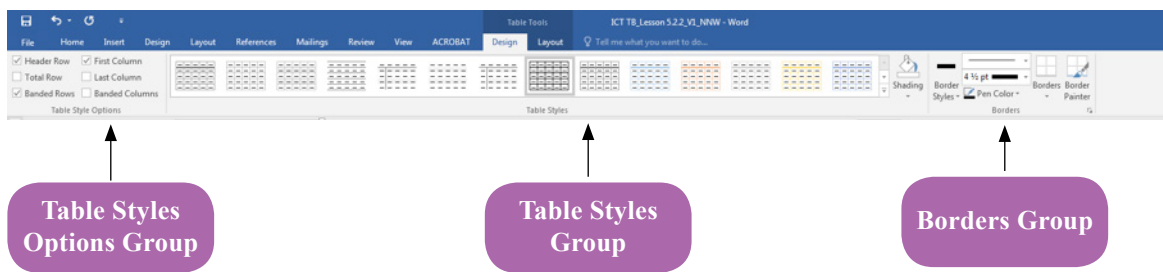 Table Tools
ICT TB_Lesson 5.2.2_V1_NNW - Word
File Home Insert Design Layout References Mailings Review View ACROBAT Design Layout Tell me what you want to do...
Header Row First Column
Total Row Last Column
Banded Rows Banded Columns
Table Style Options
Table Styles
Shading
Border Styles
4 ½ pt
Pen Color
Borders
Border Painter
Borders
Table Styles
Options Group
Table Styles
Group
Borders Group